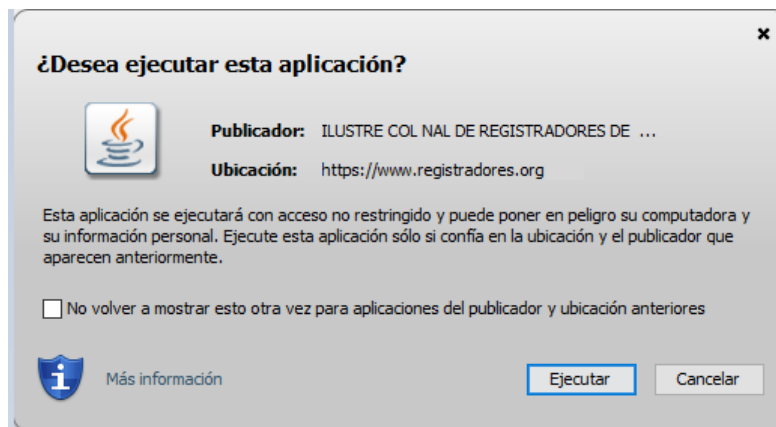 ¿Desea ejecutar esta aplicación?
Publicador: ILUSTRE COL NAL DE REGISTRADORES DE ...
Ubicación: https://www.registradores.org
Esta aplicación se ejecutará con acceso no restringido y puede poner en peligro su computadora y
su información personal. Ejecute esta aplicación sólo si confía en la ubicación y el publicador que
aparecen anteriormente.
No volver a mostrar esto otra vez para aplicaciones del publicador y ubicación anteriores
Más información
Ejecutar
Cancelar